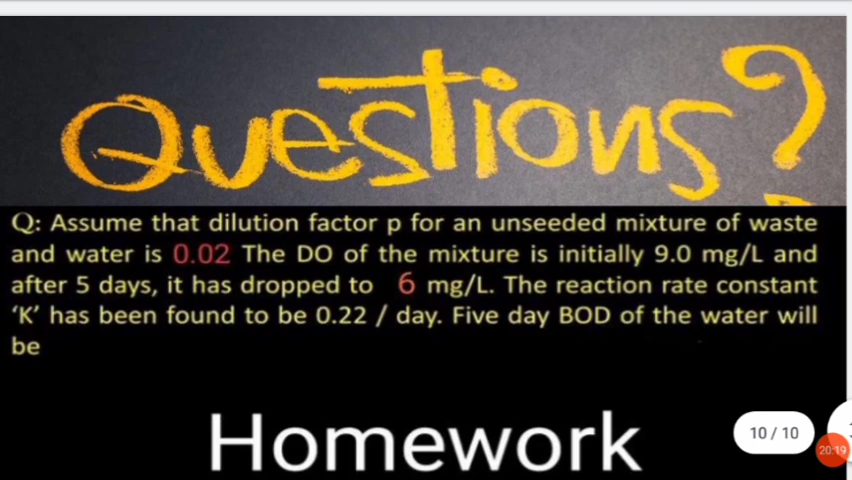 Questions?
Q: Assume that dilution factor p for an unseeded mixture of waste
and water is 0.02 The DO of the mixture is initially 9.0 mg/L and
after 5 days, it has dropped to 6 mg/L. The reaction rate constant
‘K’ has been found to be 0.22 / day. Five day BOD of the water will
be
Homework
10 / 10
20:19